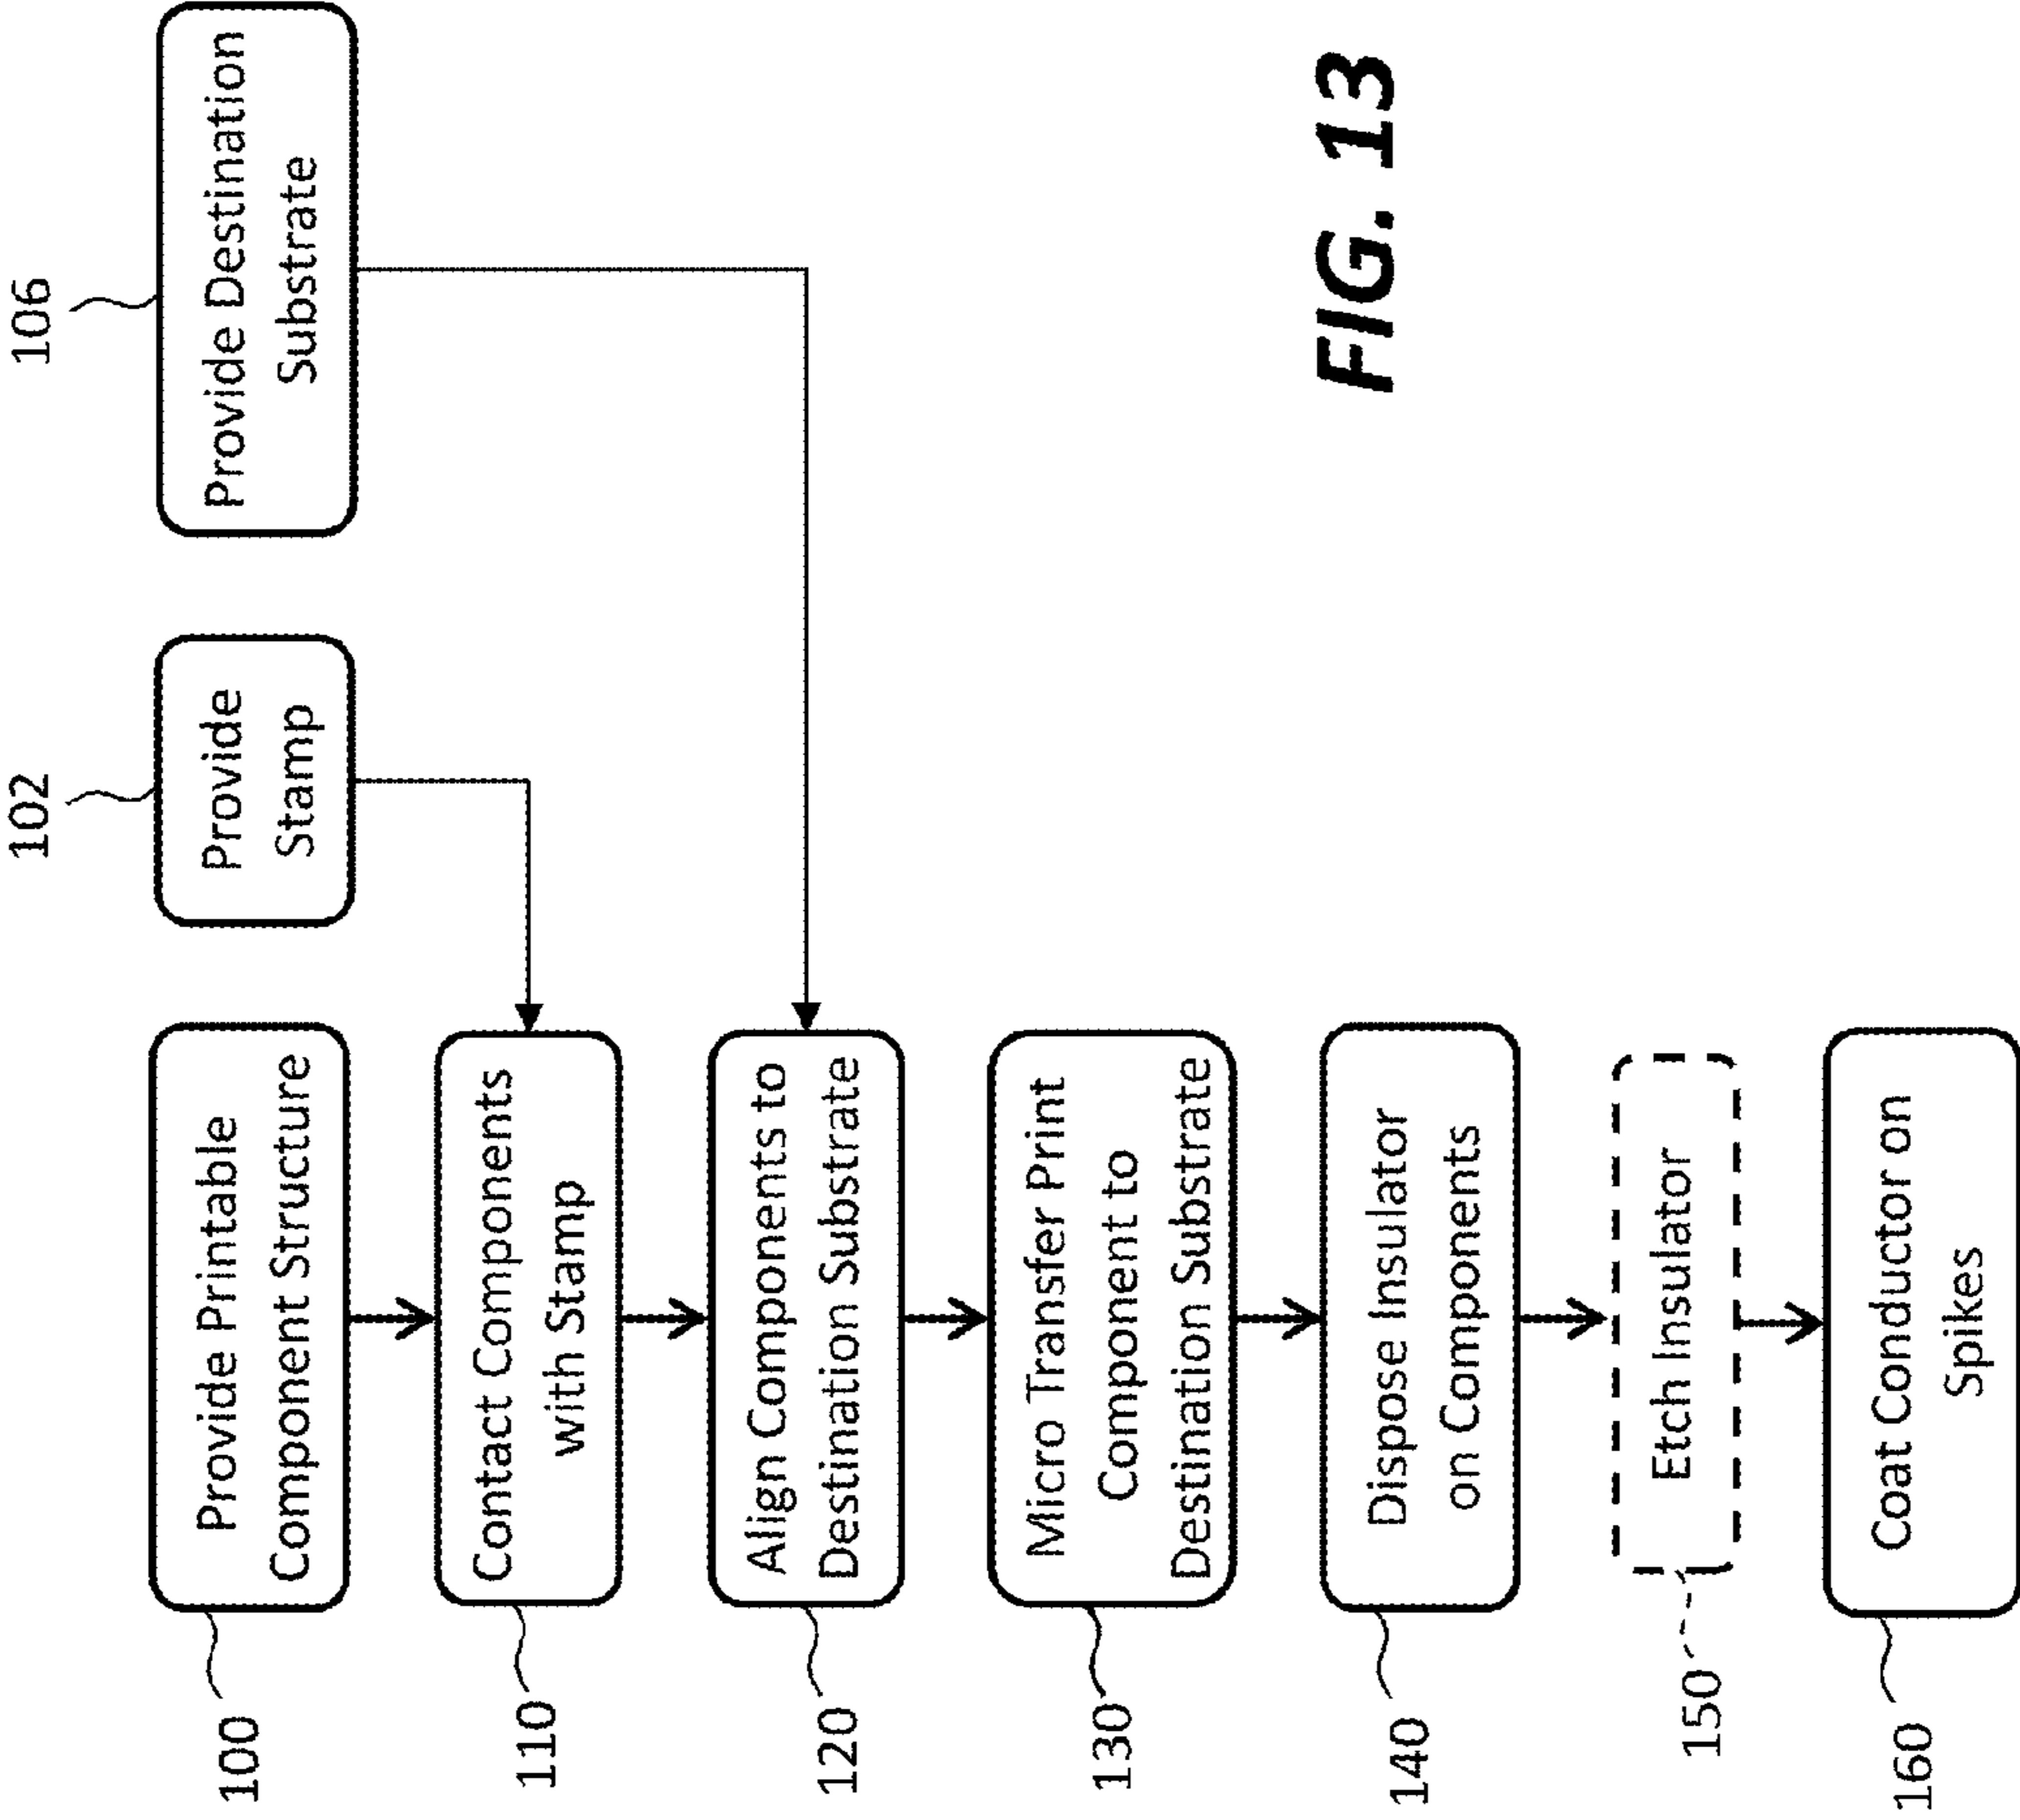 100
Provide Printable
Component Structure
102
Provide
Stamp
106
Provide Destination
Substrate
110
Contact Components
with Stamp
120
Align Components to
Destination Substrate
130
Micro Transfer Print
Component to
Destination Substrate
140
Dispose Insulator
on Components
150
Etch Insulator
160
Coat Conductor on
Spikes
FIG. 13